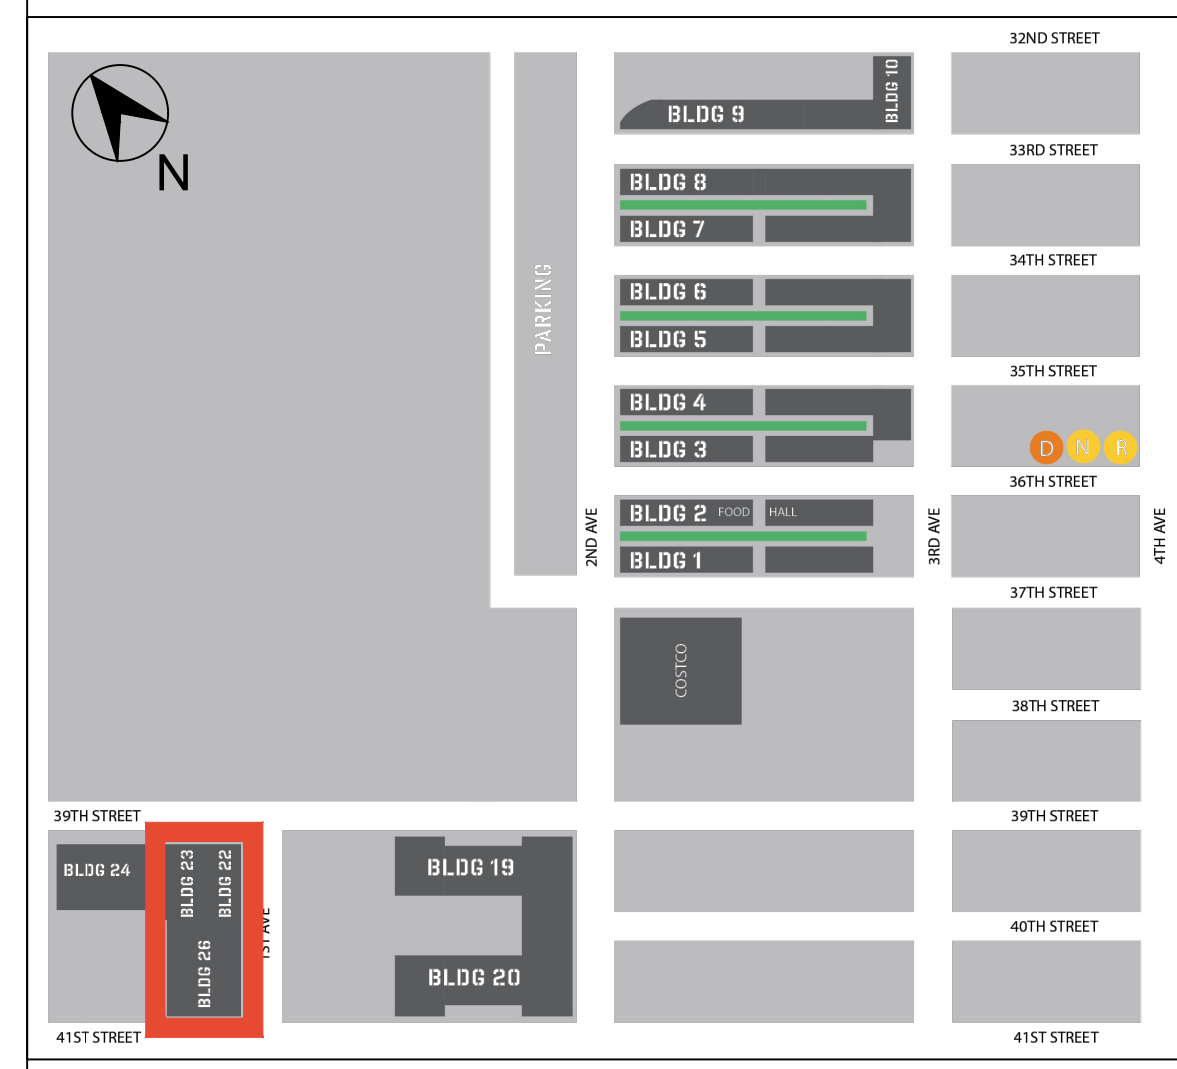 32ND STREET
N
BLDG 9
BLDG 10
33RD STREET
BLDG 8
BLDG 7
34TH STREET
PARKING
BLDG 6
BLDG 5
35TH STREET
BLDG 4
BLDG 3
D N R
36TH STREET
BLDG 2 FOOD HALL
BLDG 1
2ND AVE
3RD AVE
4TH AVE
37TH STREET
COSTCO
38TH STREET
39TH STREET
39TH STREET
BLDG 24
BLDG 23
BLDG 22
BLDG 26
1ST AVE
BLDG 19
BLDG 20
40TH STREET
41ST STREET
41ST STREET